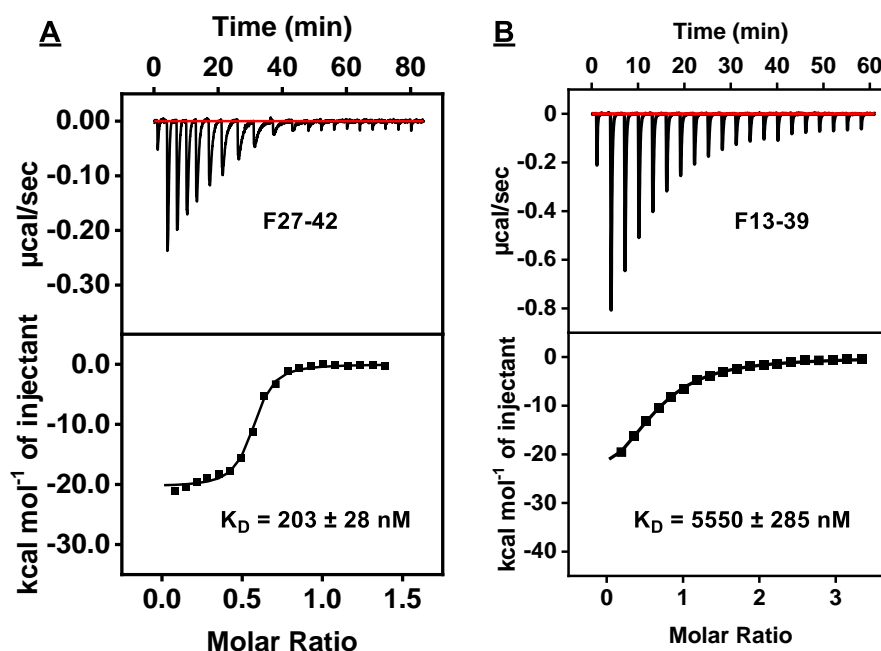 A
Time (min)
0 20 40 60 80
0.00
-0.10
-0.20
-0.30
µcal/sec
F27-42
0.0
-10.0
-20.0
-30.0
kcal mol⁻¹ of injectant
K_D = 203 ± 28 nM
0.0 0.5 1.0 1.5
Molar Ratio
B
Time (min)
0 10 20 30 40 50 60
0
-0.2
-0.4
-0.6
-0.8
µcal/sec
F13-39
0
-10
-20
-30
-40
kcal mol⁻¹ of injectant
K_D = 5550 ± 285 nM
0 1 2 3
Molar Ratio